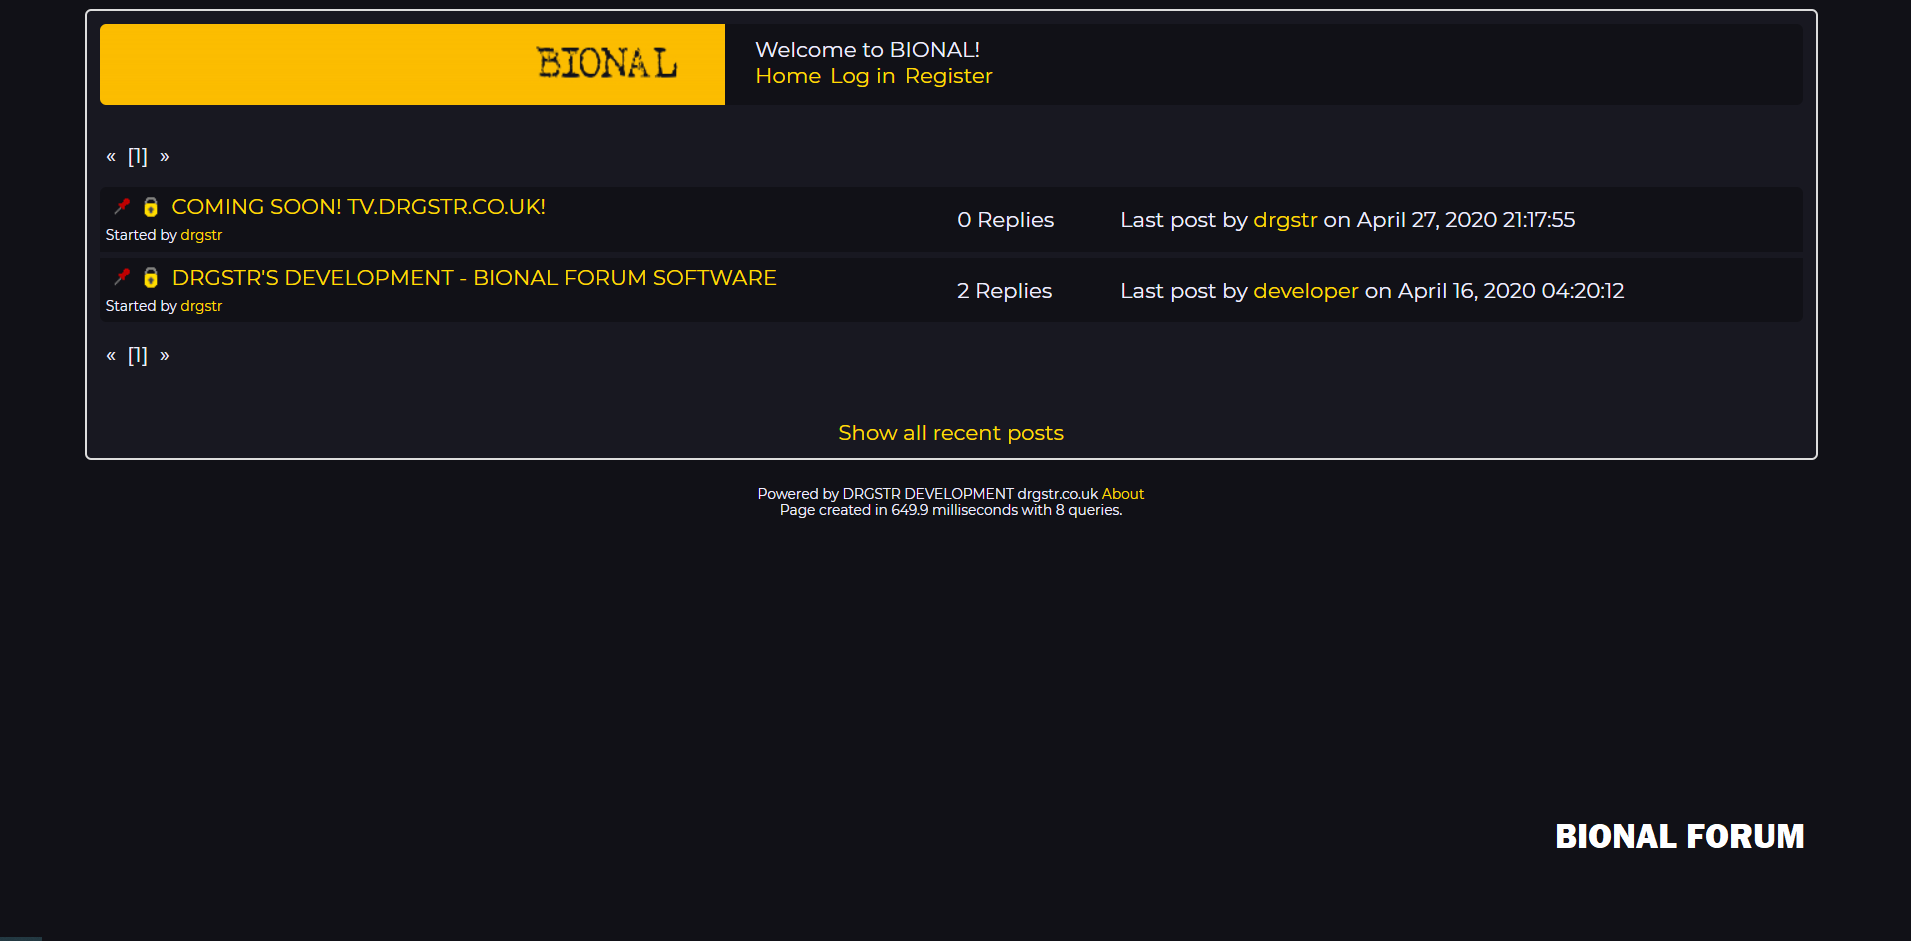 BIONAL
Welcome to BIONAL!
Home Log in Register
« [1] »
COMING SOON! TV.DRGSTR.CO.UK!
Started by drgstr
0 Replies
Last post by drgstr on April 27, 2020 21:17:55
DRGSTR'S DEVELOPMENT - BIONAL FORUM SOFTWARE
Started by drgstr
2 Replies
Last post by developer on April 16, 2020 04:20:12
« [1] »
Show all recent posts
Powered by DRGSTR DEVELOPMENT drgstr.co.uk About
Page created in 649.9 milliseconds with 8 queries.
BIONAL FORUM